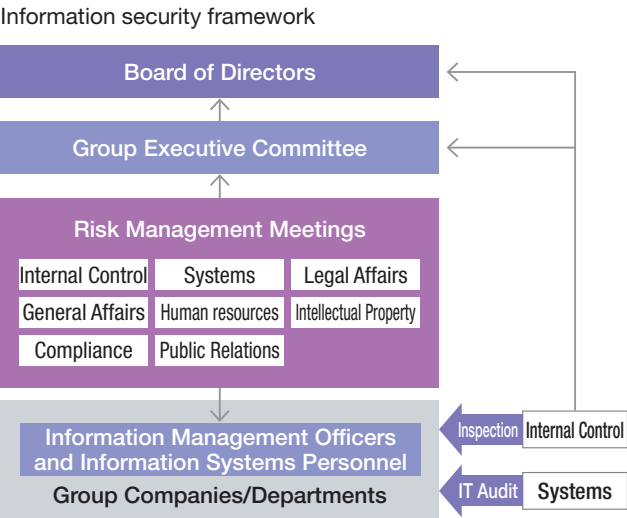 Information security framework
Board of Directors
Group Executive Committee
Risk Management Meetings
Internal Control
Systems
Legal Affairs
General Affairs
Human resources
Intellectual Property
Compliance
Public Relations
Information Management Officers
and Information Systems Personnel
Group Companies/Departments
Inspection
Internal Control
IT Audit
Systems